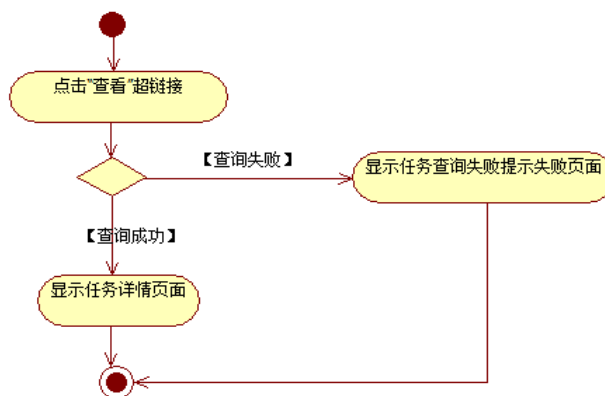 点击"查看"超链接
【查询失败】
显示任务查询失败提示失败页面
【查询成功】
显示任务详情页面